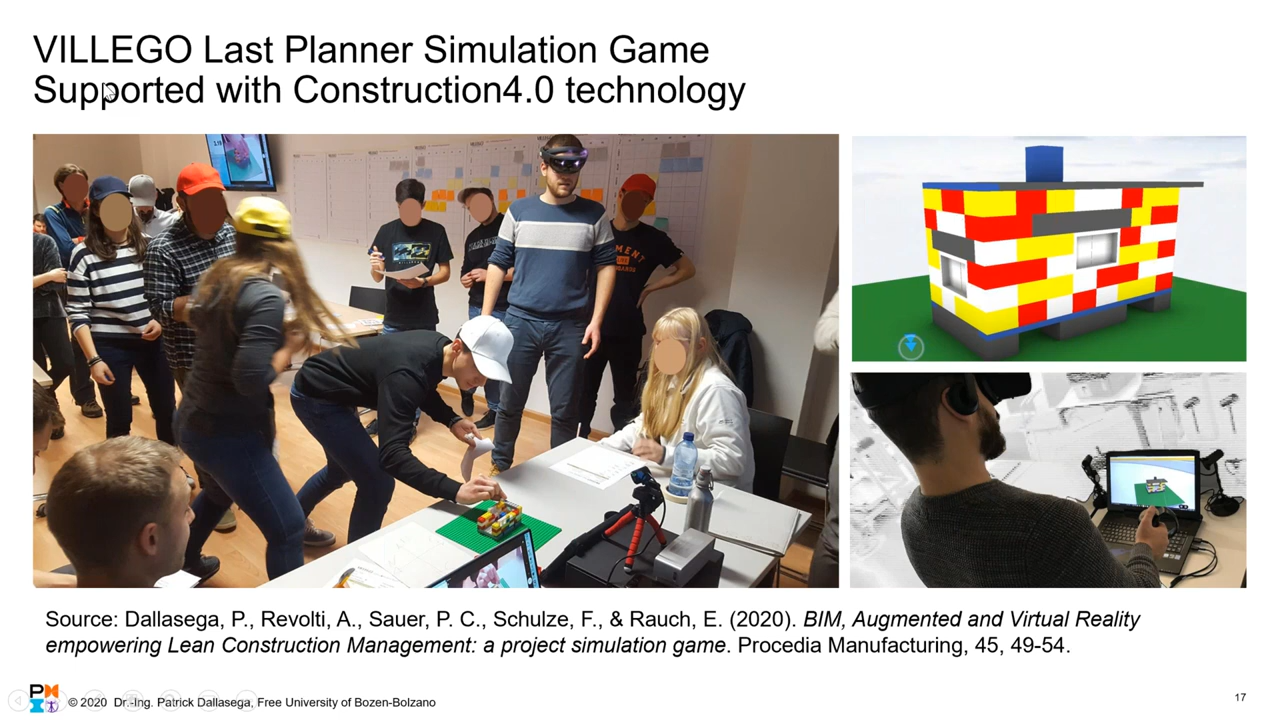 VILLEGO Last Planner Simulation Game
Supported with Construction4.0 technology
Source: Dallasega, P., Revolti, A., Sauer, P. C., Schulze, F., & Rauch, E. (2020). BIM, Augmented and Virtual Reality
empowering Lean Construction Management: a project simulation game. Procedia Manufacturing, 45, 49-54.
© 2020 Dr.-Ing. Patrick Dallasega, Free University of Bozen-Bolzano
17